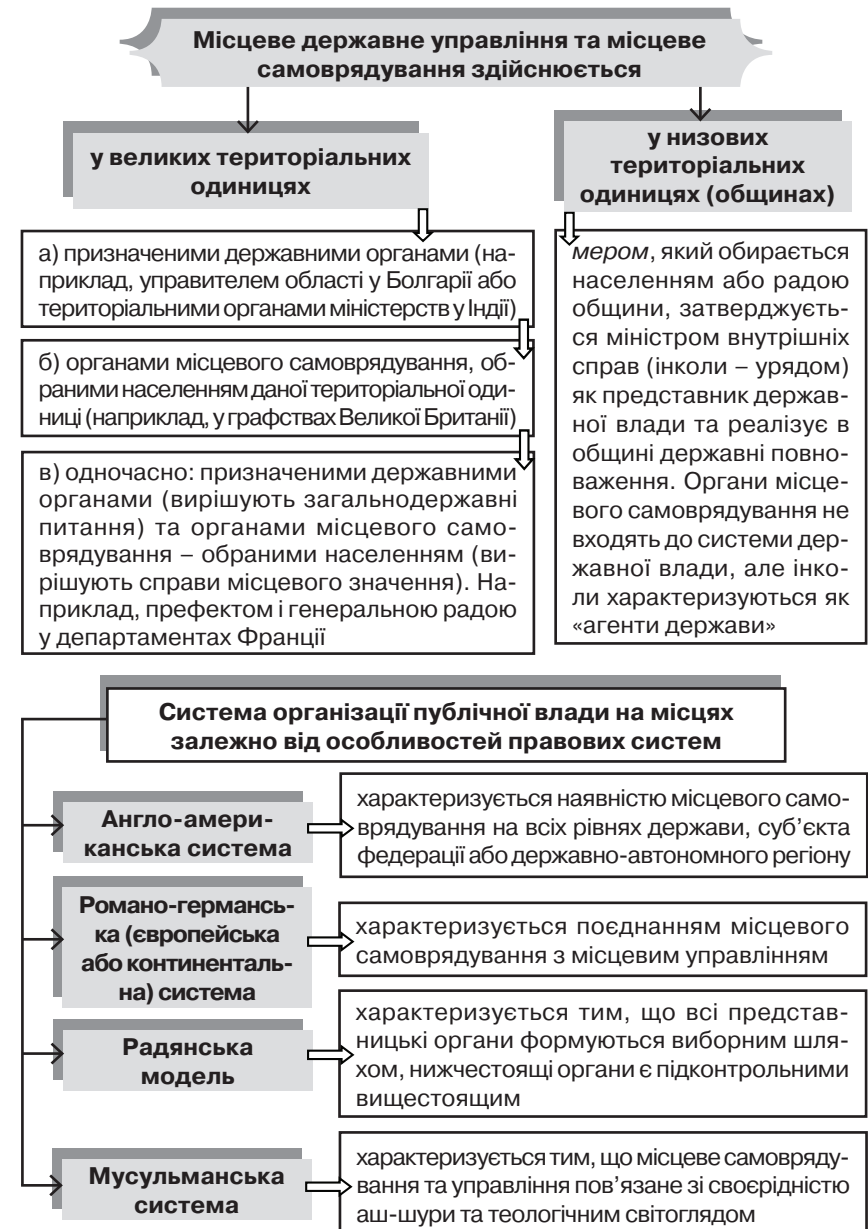 Місцеве державне управління та місцеве
самоврядування здійснюється
у великих територіальних
одиницях
а) призначеними державними органами (на-
приклад, управителем області у Болгарії або
територіальними органами міністерств у Індії)
б) органами місцевого самоврядування, об-
раними населенням даної територіальної оди-
ниці (наприклад, у графствах Великої Британії)
в) одночасно: призначеними державними
органами (вирішують загальнодержавні
питання) та органами місцевого само-
врядування – обраними населенням (ви-
рішують справи місцевого значення). На-
приклад, префектом і генеральною радою
у департаментах Франції
у низових
територіальних
одиницях (общинах)
мером, який обирається
населенням або радою
общини, затверджуєть-
ся міністром внутрішніх
справ (інколи – урядом)
як представник держав-
ної влади та реалізує в
общині державні повно-
важення. Органи місце-
вого самоврядування не
входять до системи дер-
жавної влади, але інко-
ли характеризуються як
«агенти держави»
Система організації публічної влади на місцях
залежно від особливостей правових систем
Англо-амери-
канська система
характеризується наявністю місцевого само-
врядування на всіх рівнях держави, суб’єкта
федерації або державно-автономного регіону
Романо-германсь-
ка (європейська
або континенталь-
на) система
характеризується поєднанням місцевого
самоврядування з місцевим управлінням
Радянська
модель
характеризується тим, що всі представ-
ницькі органи формуються виборним шля-
хом, нижчестоящі органи є підконтрольними
вищестоящим
Мусульманська
система
характеризується тим, що місцеве самовряду-
вання та управління пов’язане зі своєрідністю
аш-шури та теологічним світоглядом